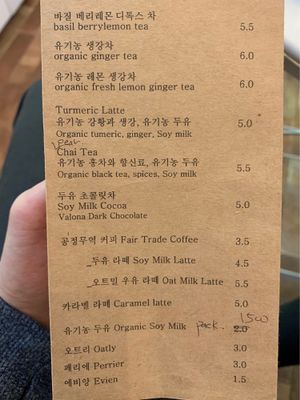 바질 베리레몬 디톡스 차
basil berrylemon tea 5.5
유기농 생강차
organic ginger tea 6.0
유기농 레몬 생강차
organic fresh lemon ginger tea 6.0
Turmeric Latte
유기농 강황과 생강, 유기농 두유 5.0
Organic tumeric, ginger, Soy milk
Chai Tea
유기농 홍차와 향신료, 유기농 두유 5.5
Organic black tea, spices, Soy milk
두유 초콜릿차
Soy Milk Cocoa 5.0
Valona Dark Chocolate
공정무역 커피 Fair Trade Coffee 3.5
두유 라떼 Soy Milk Latte 4.5
오트밀 우유 라떼 Oat Milk Latte 5.5
카라멜 라떼 Caramel latte 5.0
1500
유기농 두유 Organic Soy Milk pack. 2.0
오트리 Oatly 3.0
페리에 Perrier 3.0
에비앙 Evien 1.5